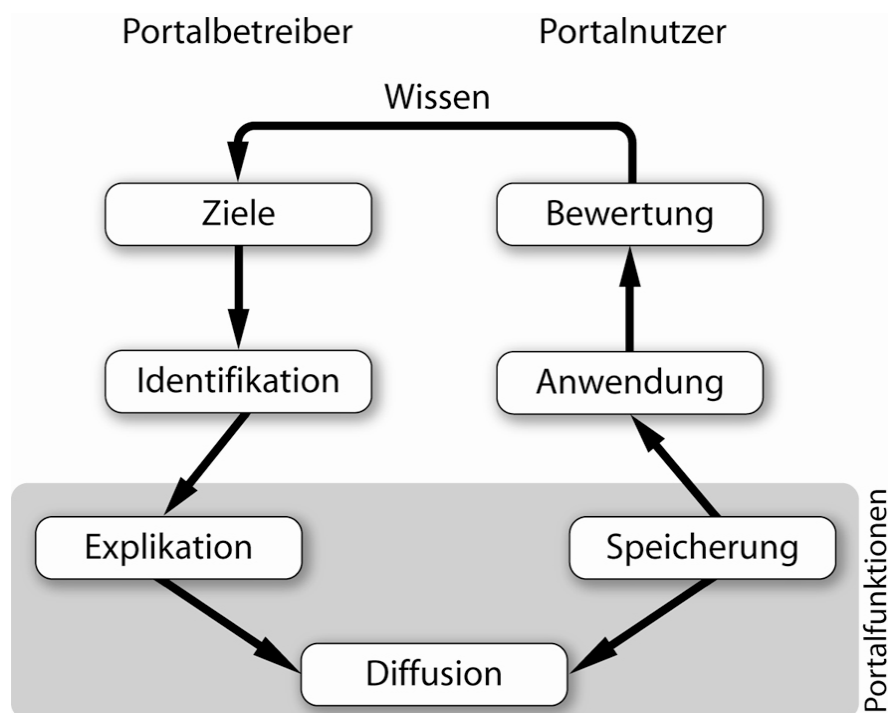 Portalbetreiber
Portalnutzer
Wissen
Ziele
Bewertung
Identifikation
Anwendung
Explikation
Speicherung
Diffusion
Portalfunktionen